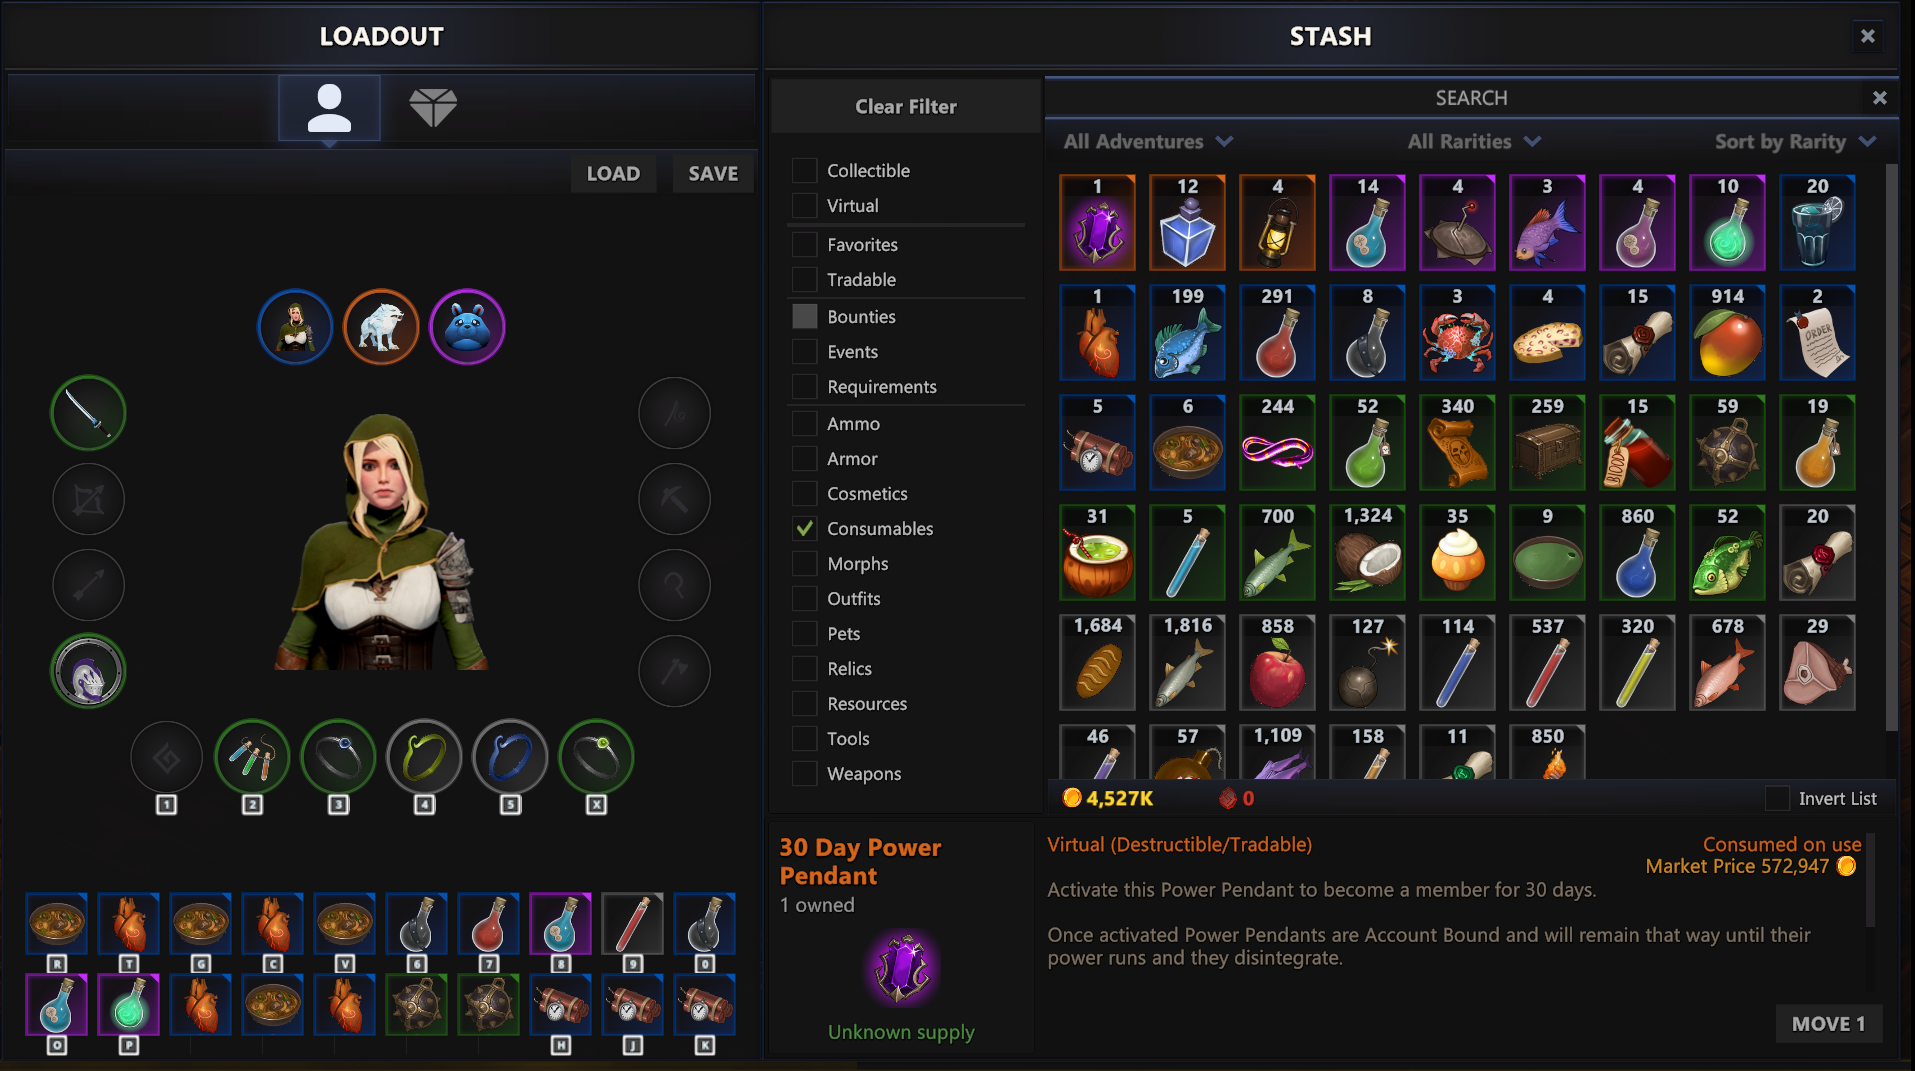 LOADOUT
LOAD
SAVE
1
2
3
4
5
X
R
T
G
C
V
6
7
8
9
0
O
P
H
J
K
STASH
Clear Filter
Collectible
Virtual
Favorites
Tradable
Bounties
Events
Requirements
Ammo
Armor
Cosmetics
Consumables
Morphs
Outfits
Pets
Relics
Resources
Tools
Weapons
SEARCH
All Adventures
All Rarities
Sort by Rarity
1 12 4 14 4 3 4 10 20
1 199 291 8 3 4 15 914 2
ORDER
5 6 244 52 340 259 15 59 19
BLOOD
31 5 700 1,324 35 9 860 52 20
1,684 1,816 858 127 114 537 320 678 29
46 57 1,109 158 11 850
4,527K
0
Invert List
30 Day Power
Pendant
1 owned
Unknown supply
Virtual (Destructible/Tradable)
Consumed on use
Market Price 572,947
Activate this Power Pendant to become a member for 30 days.
Once activated Power Pendants are Account Bound and will remain that way until their
power runs and they disintegrate.
MOVE 1